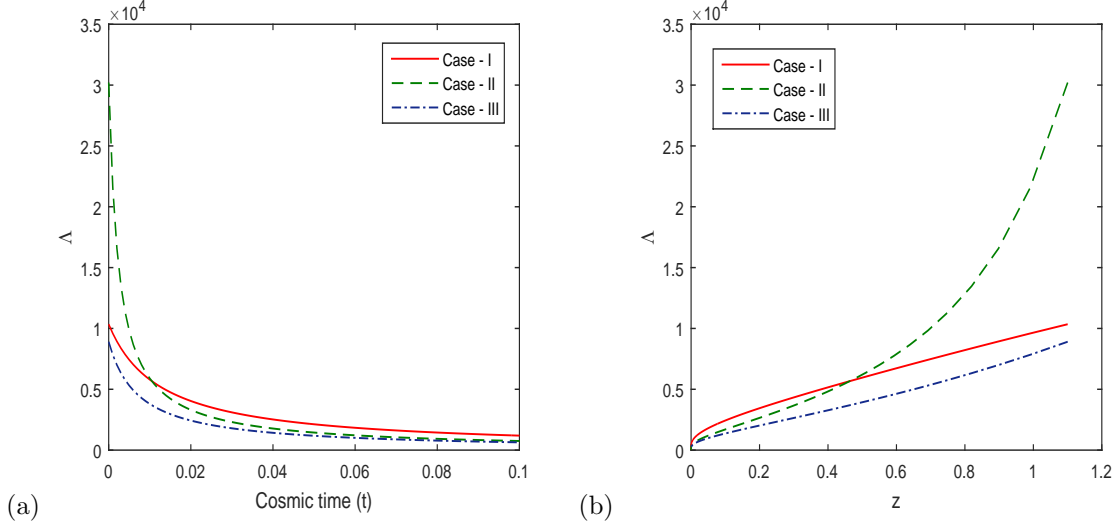 ×10⁴
3.5
3
2.5
2
1.5
1
0.5
0
Λ
0
0.02
0.04
0.06
0.08
0.1
Cosmic time (t)
Case - I
Case - II
Case - III
(a)
×10⁴
3.5
3
2.5
2
1.5
1
0.5
0
Λ
0
0.2
0.4
0.6
0.8
1
1.2
z
Case - I
Case - II
Case - III
(b)